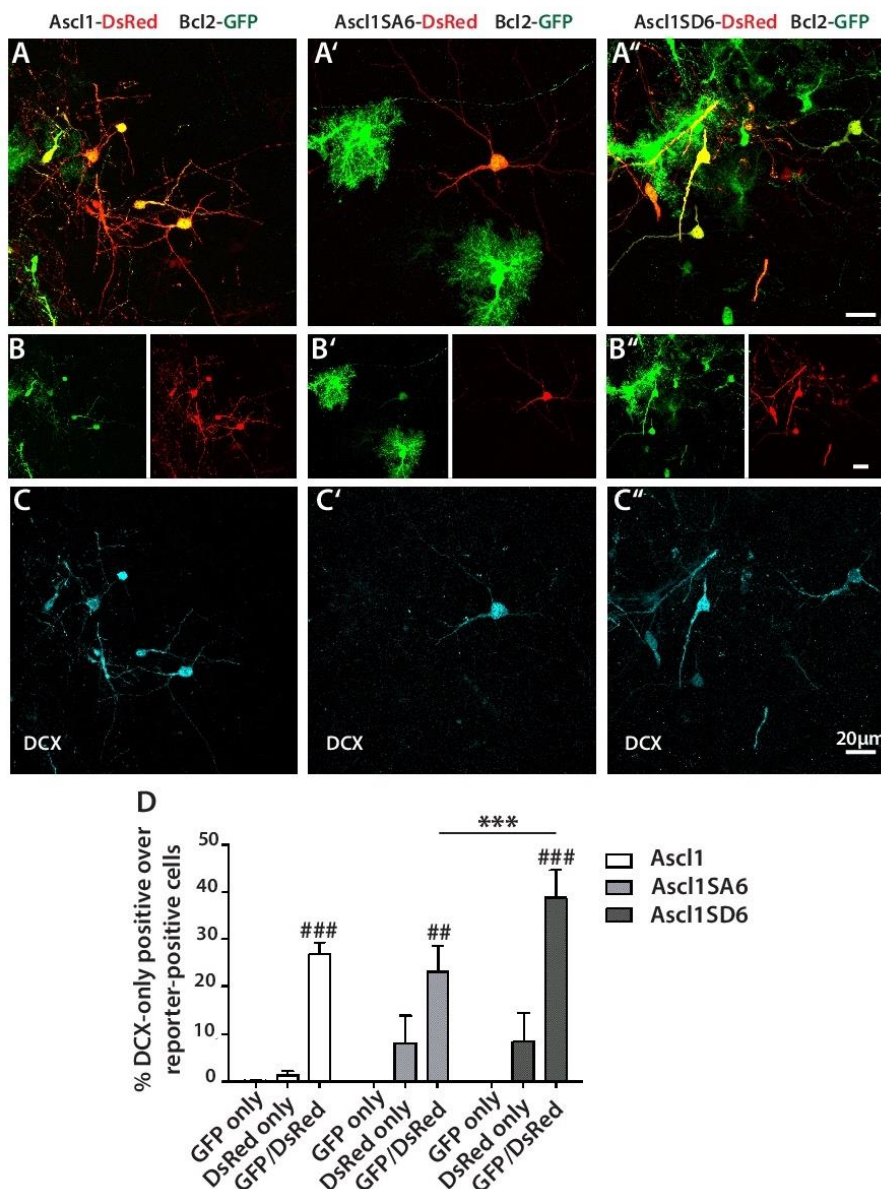 Ascl1-DsRed Bcl2-GFP Ascl1SA6-DsRed Bcl2-GFP Ascl1SD6-DsRed Bcl2-GFP
A A' A"
B B' B"
C C' C"
DCX DCX DCX
20µm
D
% DCX-only positive over
reporter-positive cells
50
40
30
20
10
0
###
##
***
###
Ascl1
Ascl1SA6
Ascl1SD6
GFP only
DsRed only
GFP/DsRed
GFP only
DsRed only
GFP/DsRed
GFP only
DsRed only
GFP/DsRed